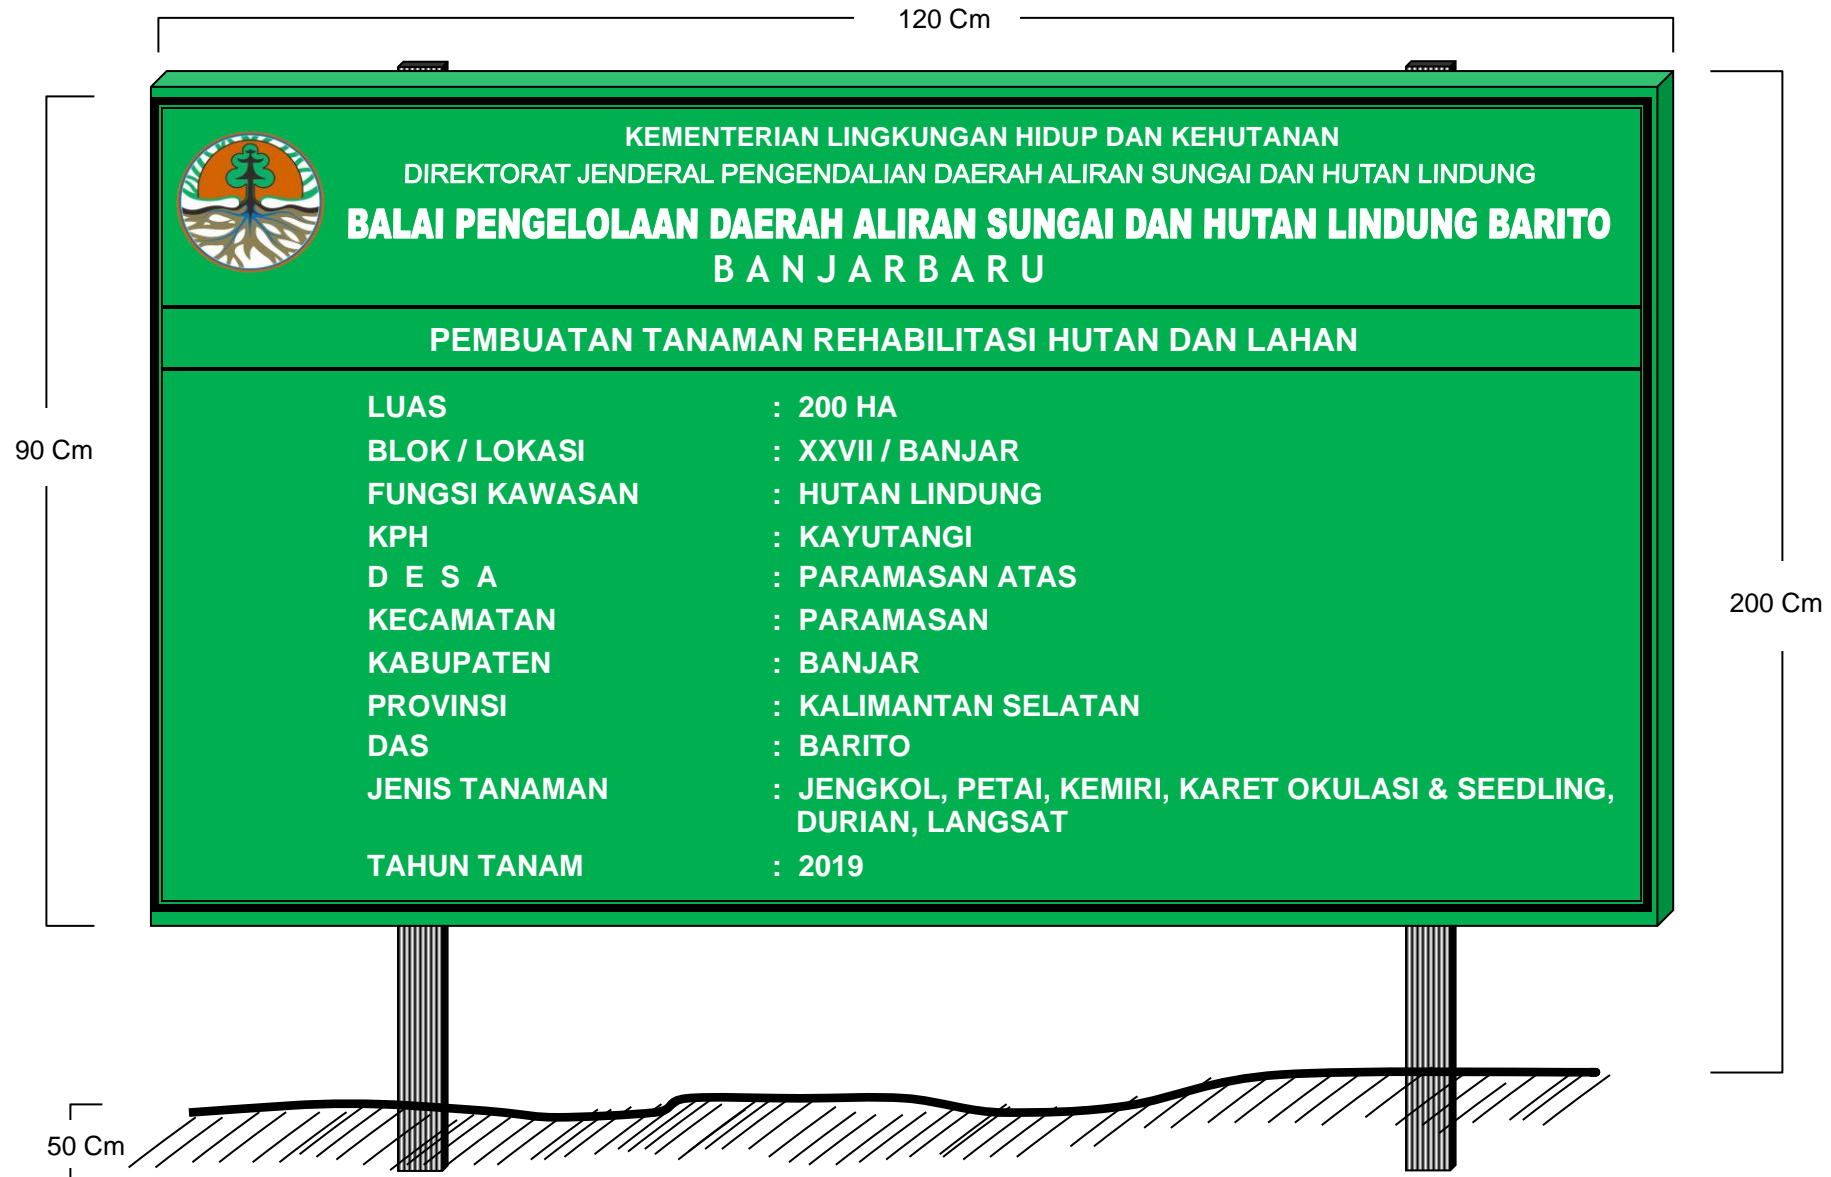 120 Cm
KEMENTERIAN LINGKUNGAN HIDUP DAN KEHUTANAN
DIREKTORAT JENDERAL PENGENDALIAN DAERAH ALIRAN SUNGAI DAN HUTAN LINDUNG
BALAI PENGELOLAAN DAERAH ALIRAN SUNGAI DAN HUTAN LINDUNG BARITO
B A N J A R B A R U
PEMBUATAN TANAMAN REHABILITASI HUTAN DAN LAHAN
LUAS : 200 HA
BLOK / LOKASI : XXVII / BANJAR
FUNGSI KAWASAN : HUTAN LINDUNG
KPH : KAYUTANGI
D E S A : PARAMASAN ATAS
KECAMATAN : PARAMASAN
KABUPATEN : BANJAR
PROVINSI : KALIMANTAN SELATAN
DAS : BARITO
JENIS TANAMAN : JENGKOL, PETAI, KEMIRI, KARET OKULASI & SEEDLING,
DURIAN, LANGSAT
TAHUN TANAM : 2019
90 Cm
200 Cm
50 Cm